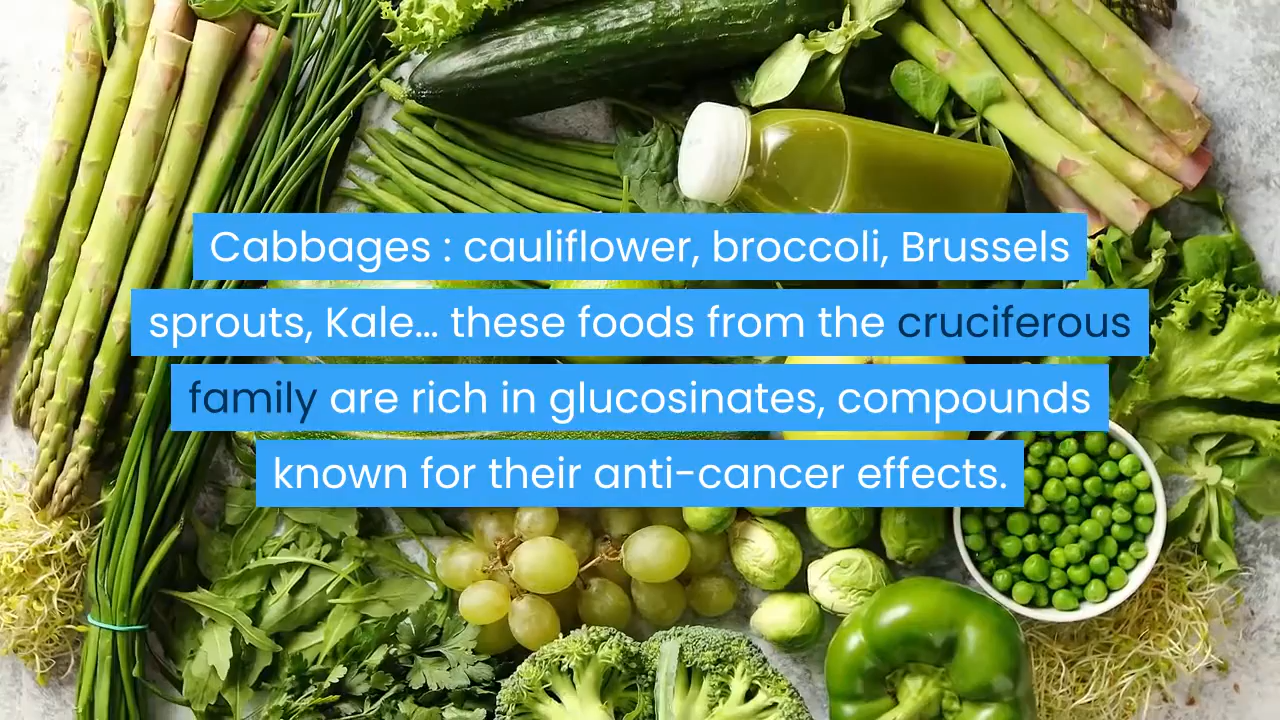 Cabbages : cauliflower, broccoli, Brussels
sprouts, Kale... these foods from the cruciferous
family are rich in glucosinates, compounds
known for their anti-cancer effects.